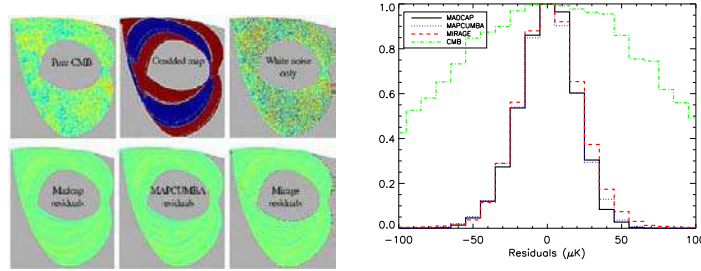 Pure CMB
Coadded map
White noise
only
Madcap
residuals
MAPCUMBA
residuals
Mirage
residuals
1.0
0.8
0.6
0.4
0.2
0.0
MADCAP
MAPCUMBA
MIRAGE
CMB
-100
-50
0
50
100
Residuals (μK)